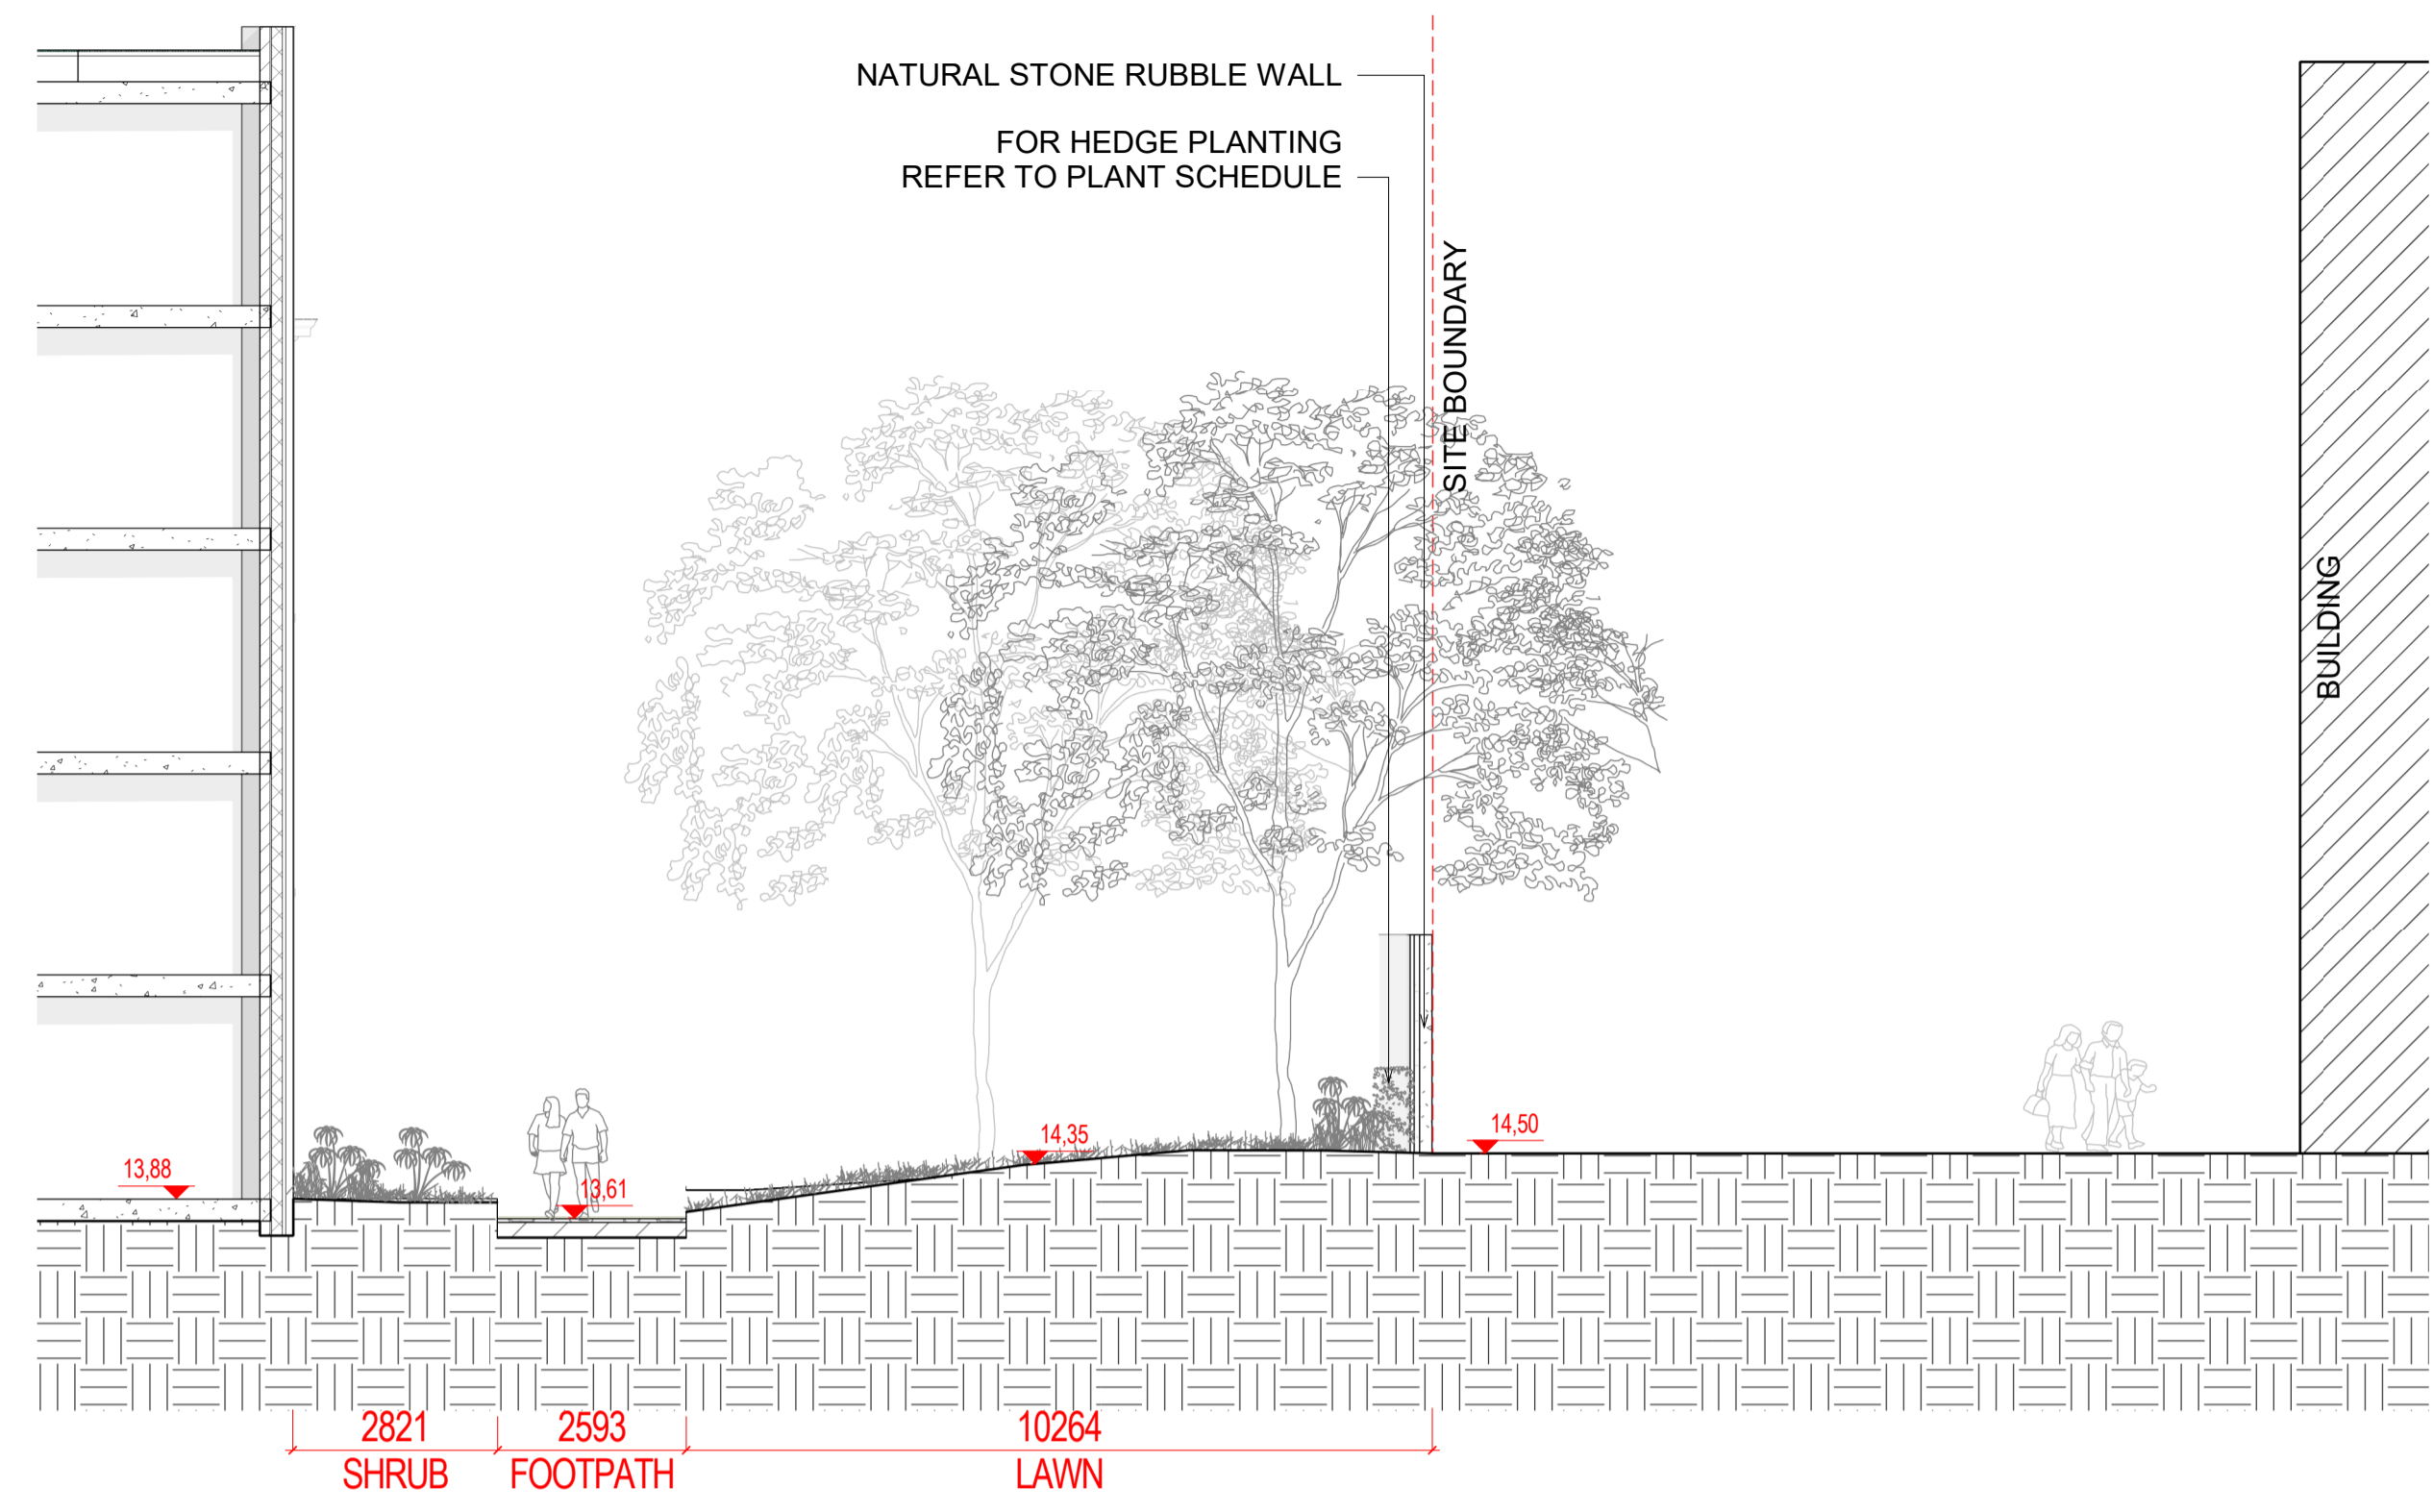 NATURAL STONE RUBBLE WALL
FOR HEDGE PLANTING
REFER TO PLANT SCHEDULE
SITE BOUNDARY
BUILDING
14,50
14,35
13,88
13,61
2821
2593
10264
SHRUB
FOOTPATH
LAWN